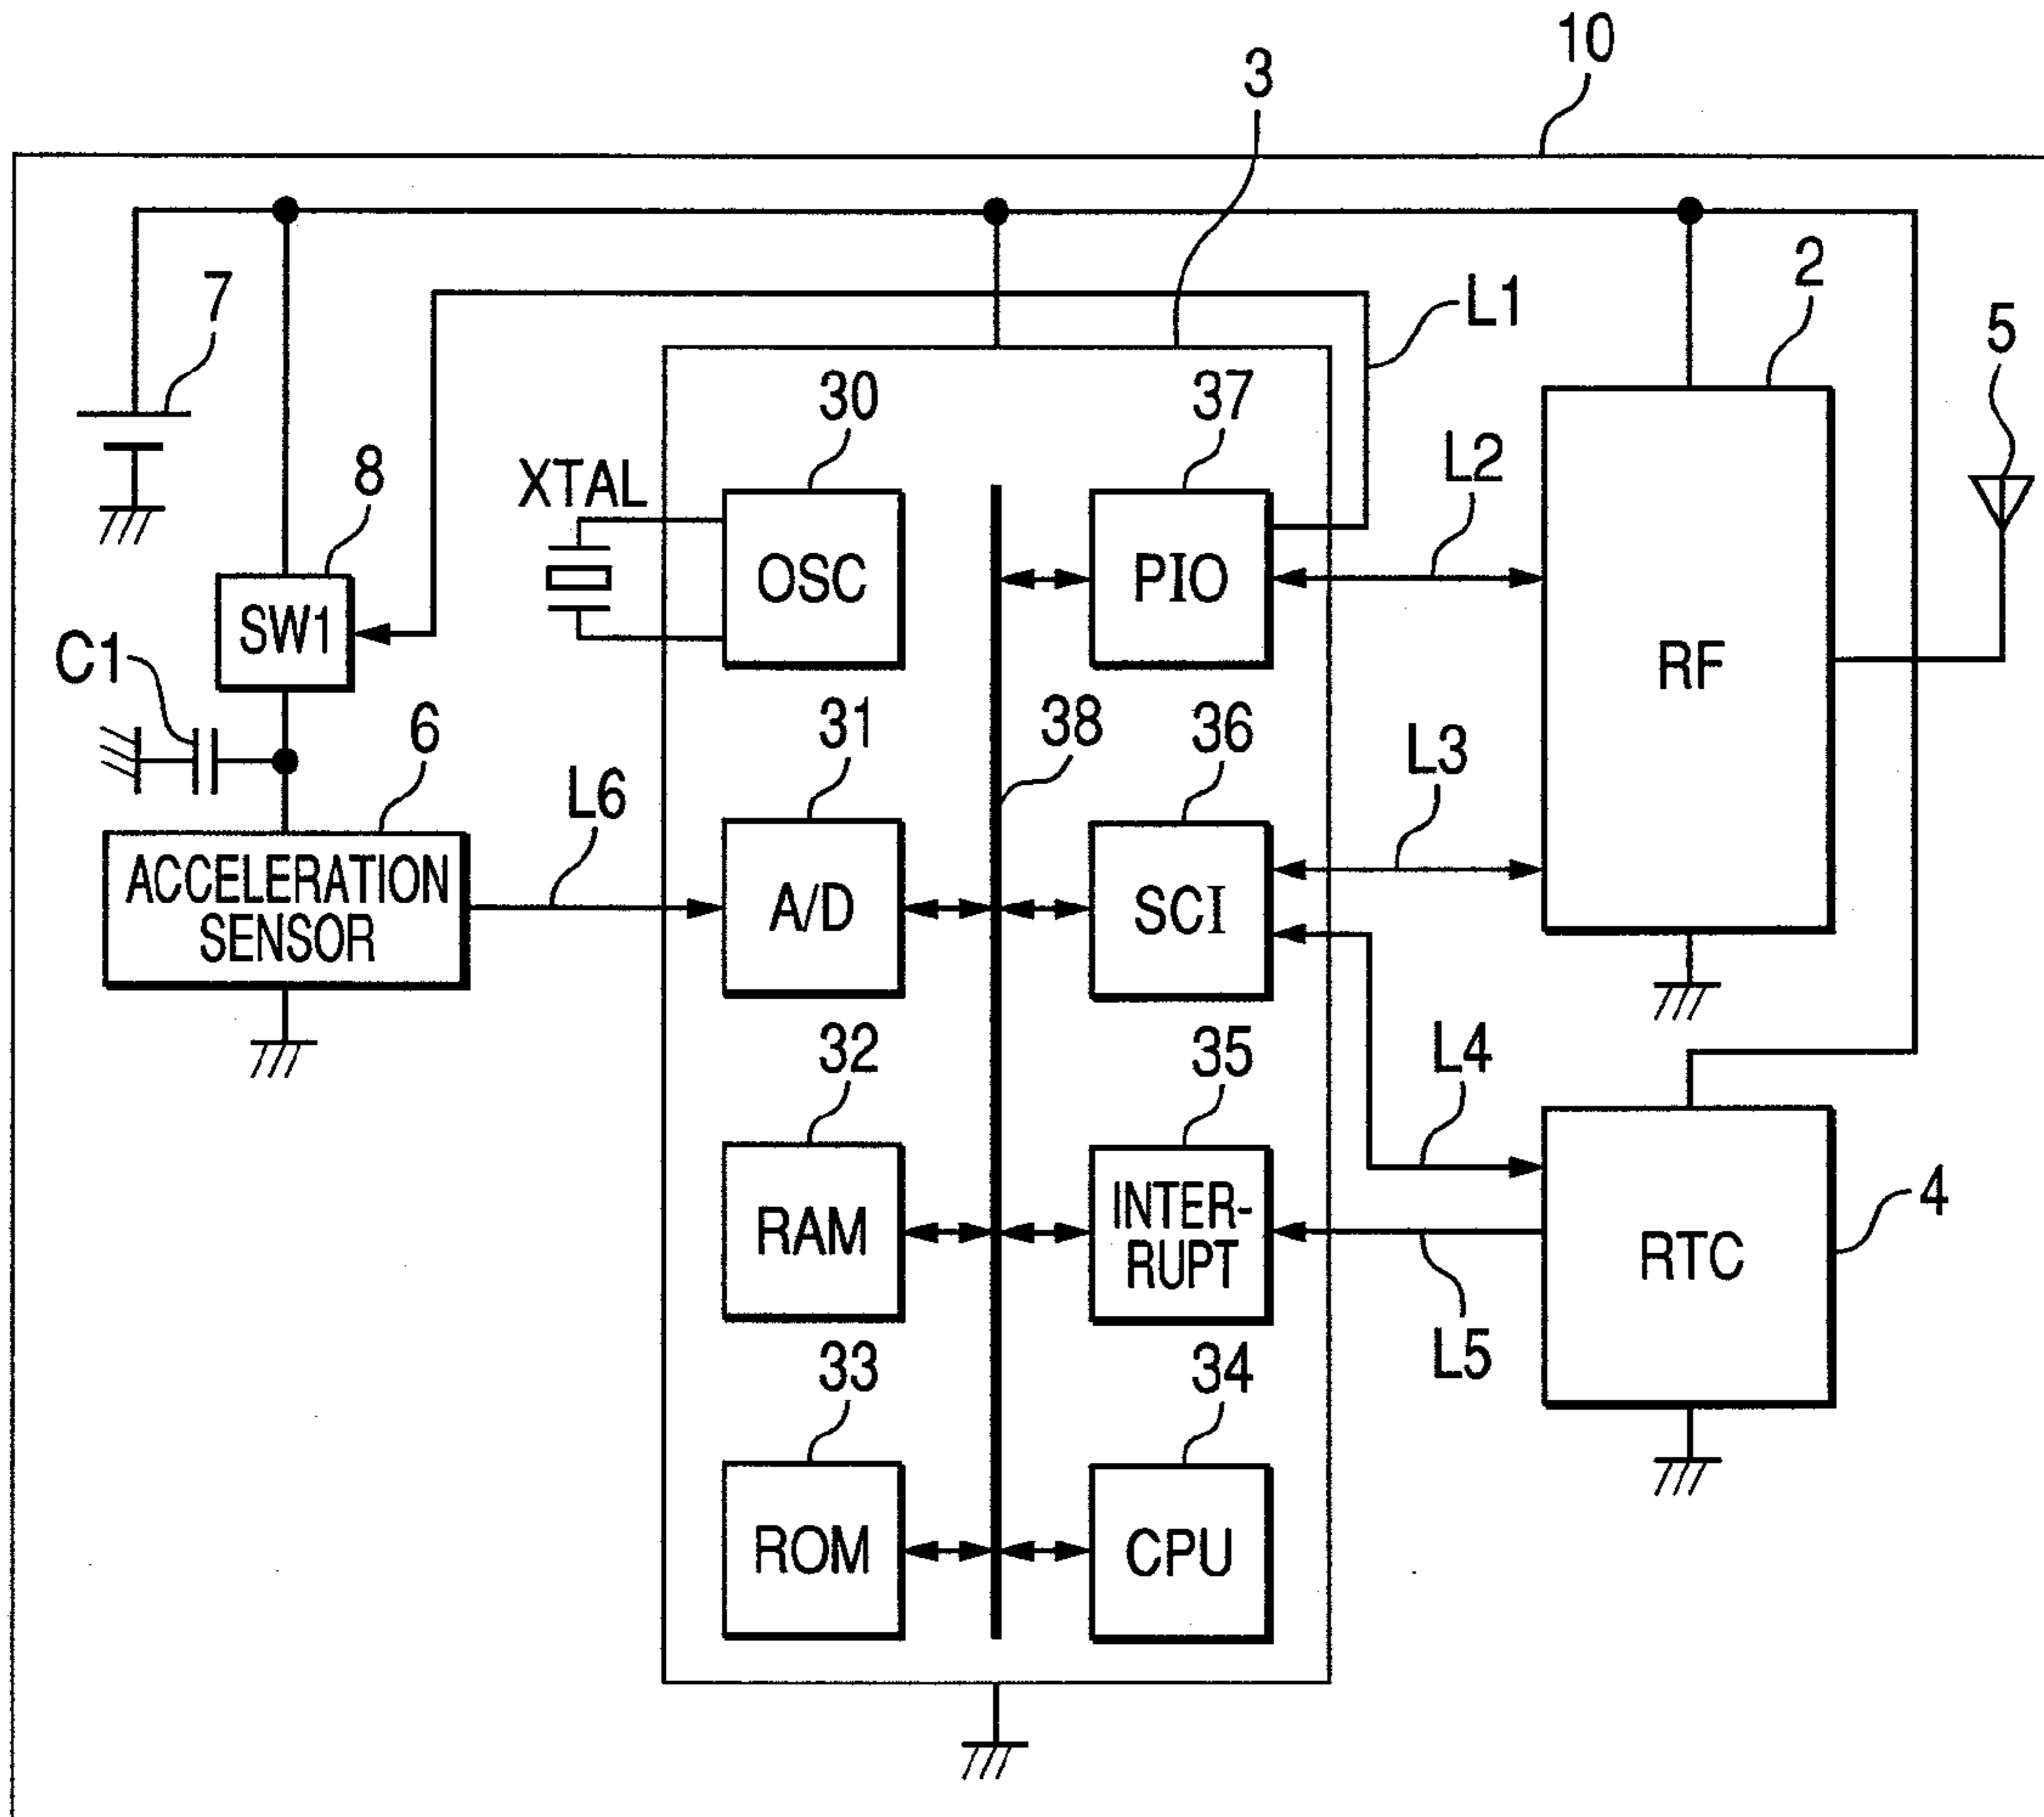 10
3
7
L1
2
5
30
37
L2
8
XTAL
OSC
PIO
SW1
RF
C1
6
31
38
36
L3
L6
ACCELERATION
SENSOR
A/D
SCI
32
35
L4
RAM
INTER-
RUPT
RTC
4
33
34
L5
ROM
CPU